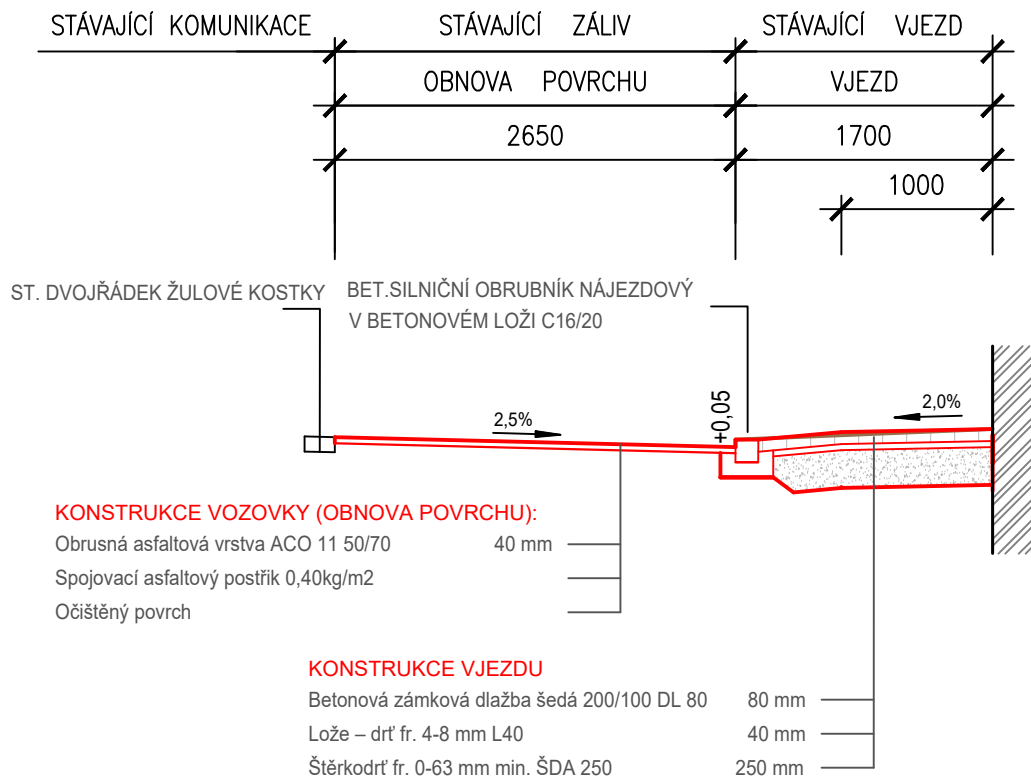 STÁVAJÍCÍ KOMUNIKACE STÁVAJÍCÍ ZÁLIV STÁVAJÍCÍ VJEZD
OBNOVA POVRCHU VJEZD
2650 1700
1000
ST. DVOJŘÁDEK ŽULOVÉ KOSTKY
BET.SILNIČNÍ OBRUBNÍK NÁJEZDOVÝ
V BETONOVÉM LOŽI C16/20
2,5%
+0,05
2,0%
KONSTRUKCE VOZOVKY (OBNOVA POVRCHU):
Obrusná asfaltová vrstva ACO 11 50/70 40 mm
Spojovací asfaltový postřik 0,40kg/m2
Očištěný povrch
KONSTRUKCE VJEZDU
Betonová zámková dlažba šedá 200/100 DL 80 80 mm
Lože – drť fr. 4-8 mm L40 40 mm
Štěrkodrť fr. 0-63 mm min. ŠDA 250 250 mm